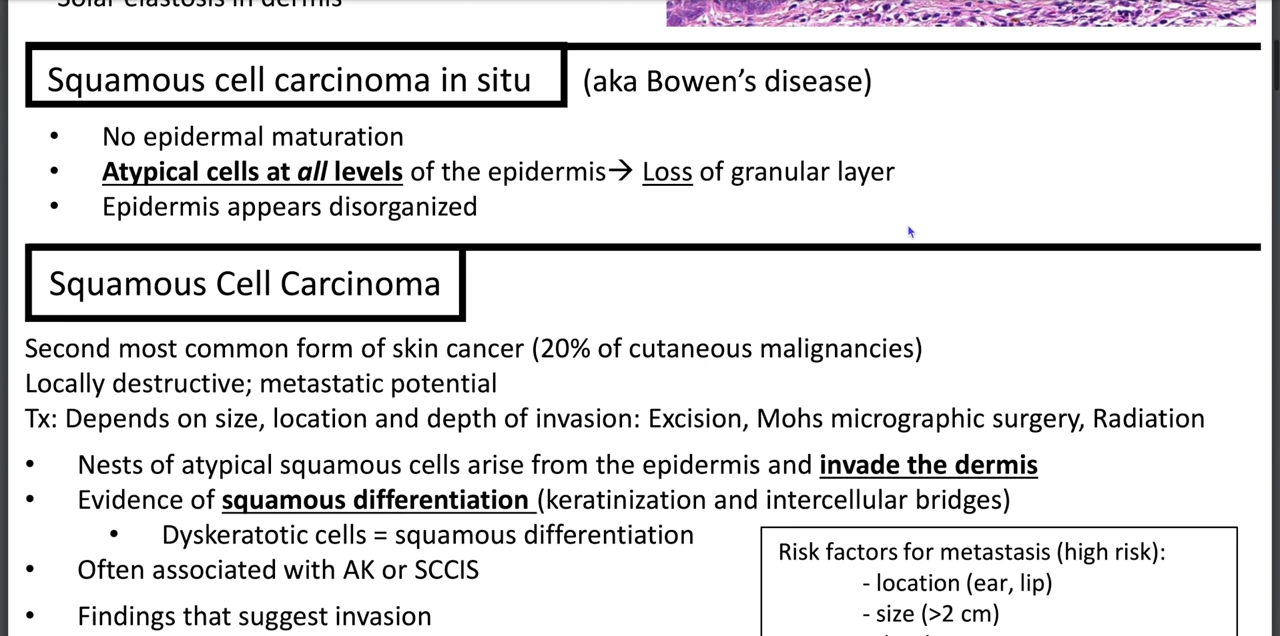 Solar elastosis in dermis
Squamous cell carcinoma in situ (aka Bowen’s disease)
• No epidermal maturation
• Atypical cells at all levels of the epidermis→ Loss of granular layer
• Epidermis appears disorganized
Squamous Cell Carcinoma
Second most common form of skin cancer (20% of cutaneous malignancies)
Locally destructive; metastatic potential
Tx: Depends on size, location and depth of invasion: Excision, Mohs micrographic surgery, Radiation
• Nests of atypical squamous cells arise from the epidermis and invade the dermis
• Evidence of squamous differentiation (keratinization and intercellular bridges)
• Dyskeratotic cells = squamous differentiation
• Often associated with AK or SCCIS
• Findings that suggest invasion
Risk factors for metastasis (high risk):
- location (ear, lip)
- size (>2 cm)